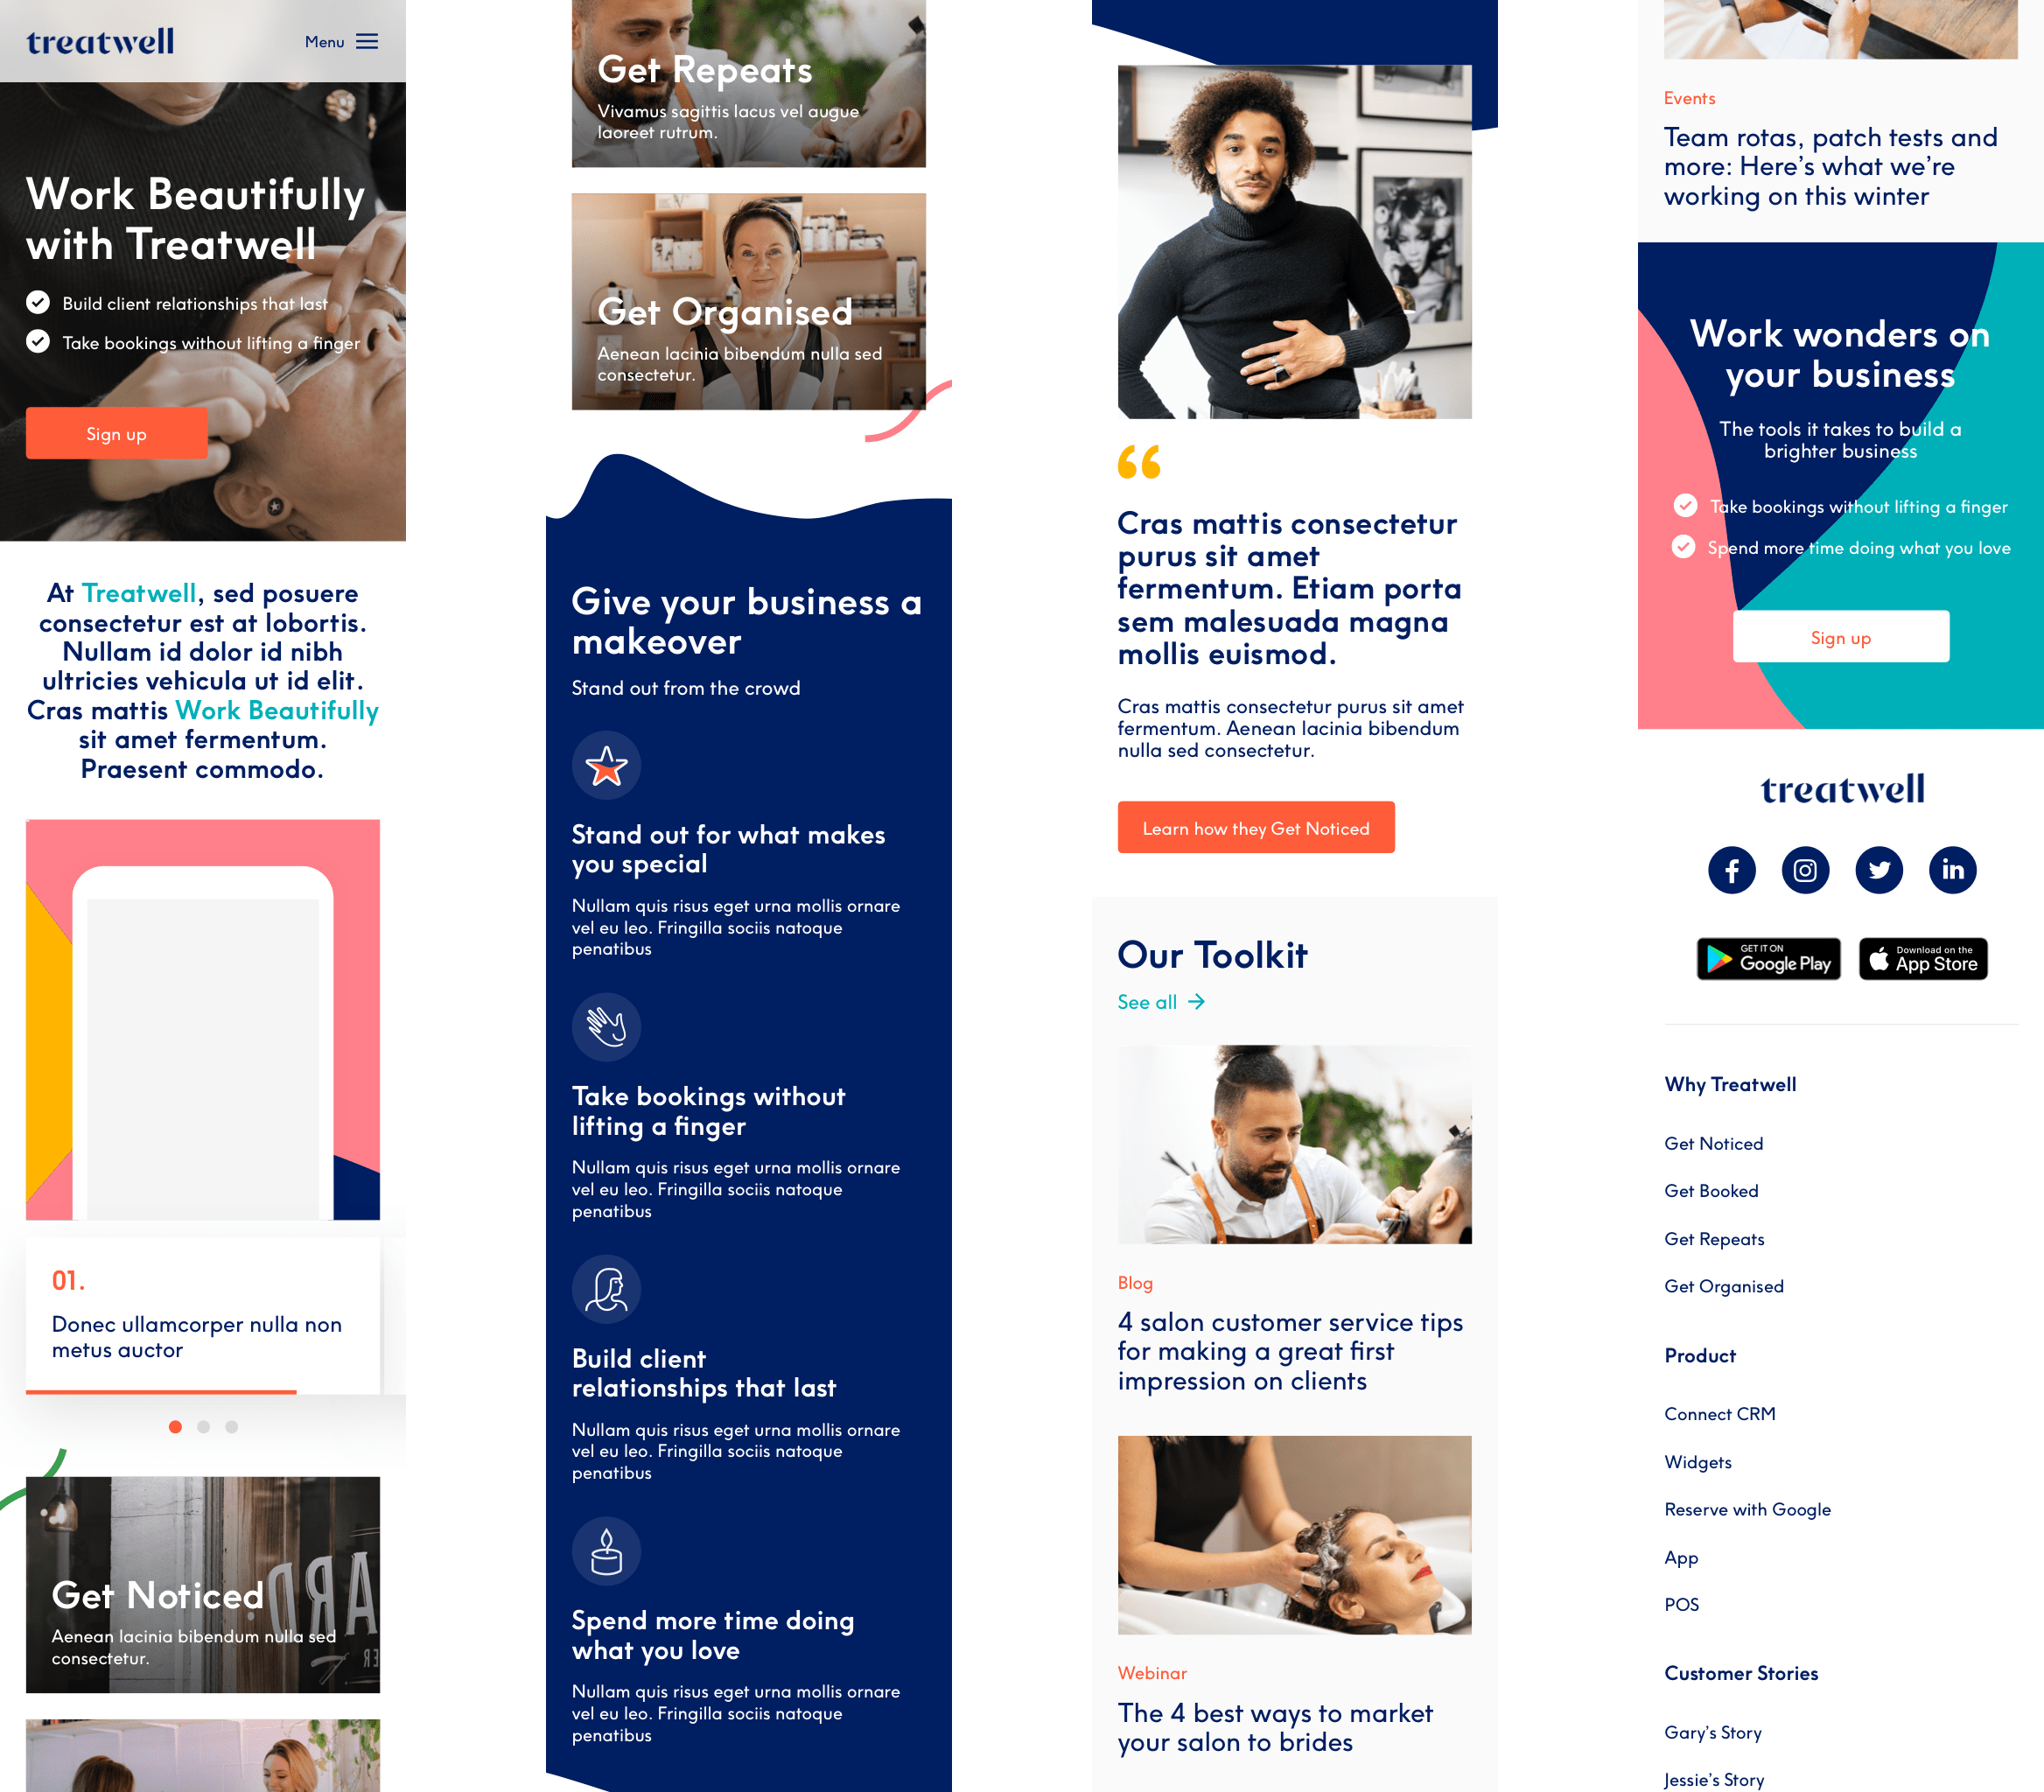 treatwell
Menu
Work Beautifully
with Treatwell
Build client relationships that last
Take bookings without lifting a finger
Sign up
At Treatwell, sed posuere
consectetur est at lobortis.
Nullam id dolor id nibh
ultricies vehicula ut id elit.
Cras mattis Work Beautifully
sit amet fermentum.
Praesent commodo.
01.
Donec ullamcorper nulla non
metus auctor
Get Noticed
Aenean lacinia bibendum nulla sed
consectetur.
Get Repeats
Vivamus sagittis lacus vel augue
laoreet rutrum.
Get Organised
Aenean lacinia bibendum nulla sed
consectetur.
Give your business a
makeover
Stand out from the crowd
Stand out for what makes
you special
Nullam quis risus eget urna mollis ornare
vel eu leo. Fringilla sociis natoque
penatibus
Take bookings without
lifting a finger
Nullam quis risus eget urna mollis ornare
vel eu leo. Fringilla sociis natoque
penatibus
Build client
relationships that last
Nullam quis risus eget urna mollis ornare
vel eu leo. Fringilla sociis natoque
penatibus
Spend more time doing
what you love
Nullam quis risus eget urna mollis ornare
vel eu leo. Fringilla sociis natoque
penatibus
Cras mattis consectetur
purus sit amet
fermentum. Etiam porta
sem malesuada magna
mollis euismod.
Cras mattis consectetur purus sit amet
fermentum. Aenean lacinia bibendum
nulla sed consectetur.
Learn how they Get Noticed
Our Toolkit
See all
Blog
4 salon customer service tips
for making a great first
impression on clients
Webinar
The 4 best ways to market
your salon to brides
Events
Team rotas, patch tests and
more: Here’s what we’re
working on this winter
Work wonders on
your business
The tools it takes to build a
brighter business
Take bookings without lifting a finger
Spend more time doing what you love
Sign up
treatwell
GET IT ON
Google Play
Download on the
App Store
Why Treatwell
Get Noticed
Get Booked
Get Repeats
Get Organised
Product
Connect CRM
Widgets
Reserve with Google
App
POS
Customer Stories
Gary’s Story
Jessie’s Story